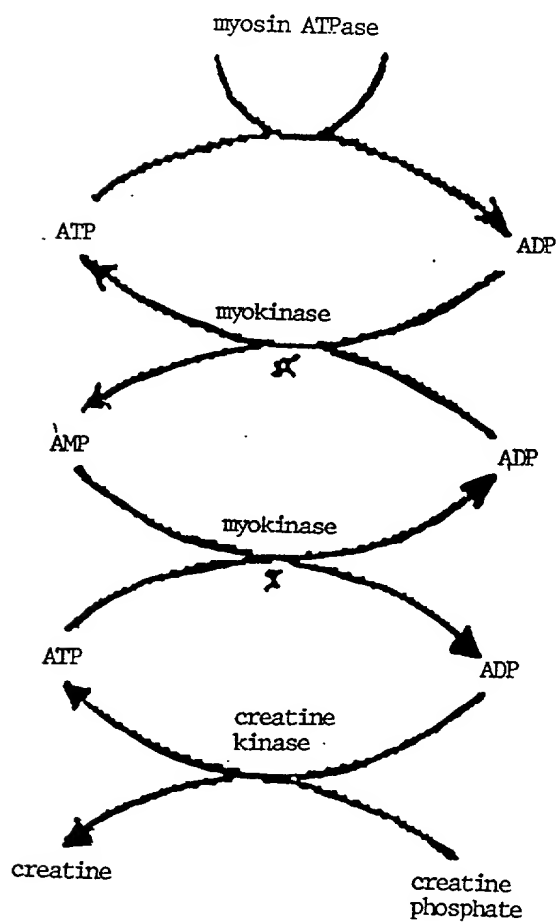 myosin ATPase
ATP
ADP
myokinase
AMP
ADP
myokinase
ATP
ADP
creatine
kinase
creatine
creatine
phosphate